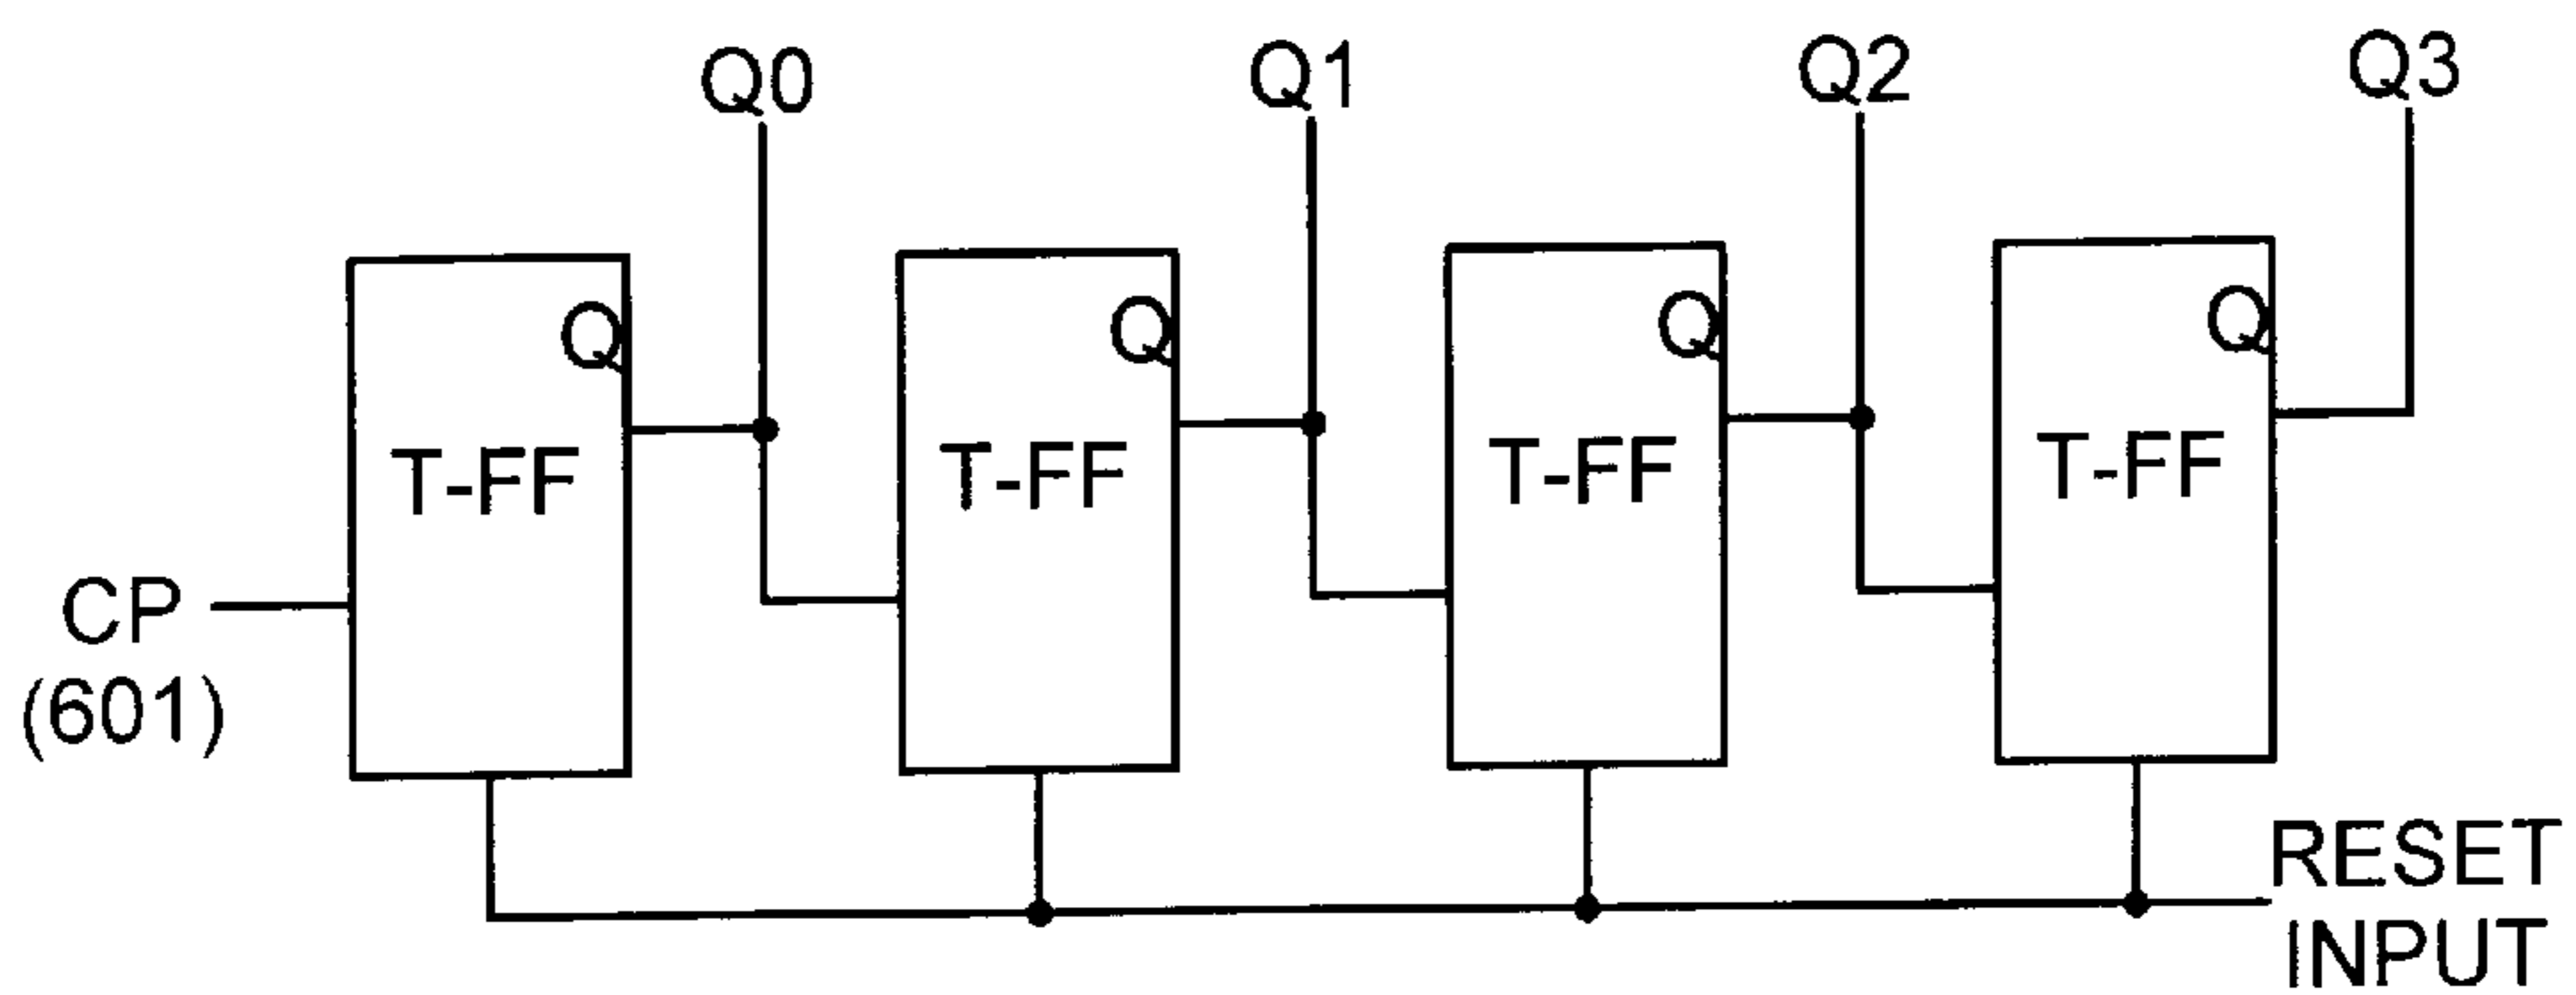 Q0
Q1
Q2
Q3
Q
Q
Q
Q
T-FF
T-FF
T-FF
T-FF
CP
(601)
RESET
INPUT